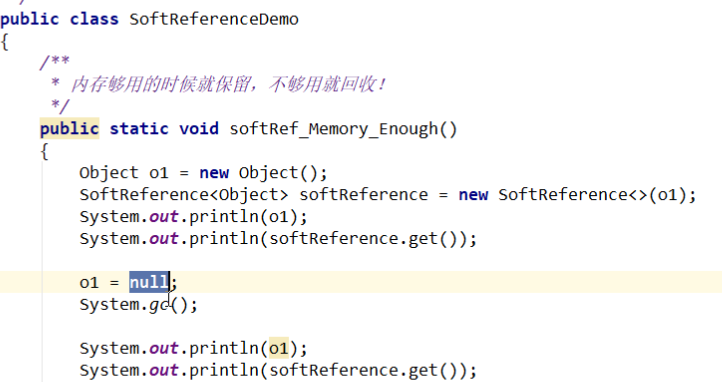 */
public class SoftReferenceDemo
{
/**
* 内存够用的时候就保留，不够用就回收！
*/
public static void softRef_Memory_Enough()
{
Object o1 = new Object();
SoftReference<Object> softReference = new SoftReference<>(o1);
System.out.println(o1);
System.out.println(softReference.get());
o1 = null;
System.gc();
System.out.println(o1);
System.out.println(softReference.get());